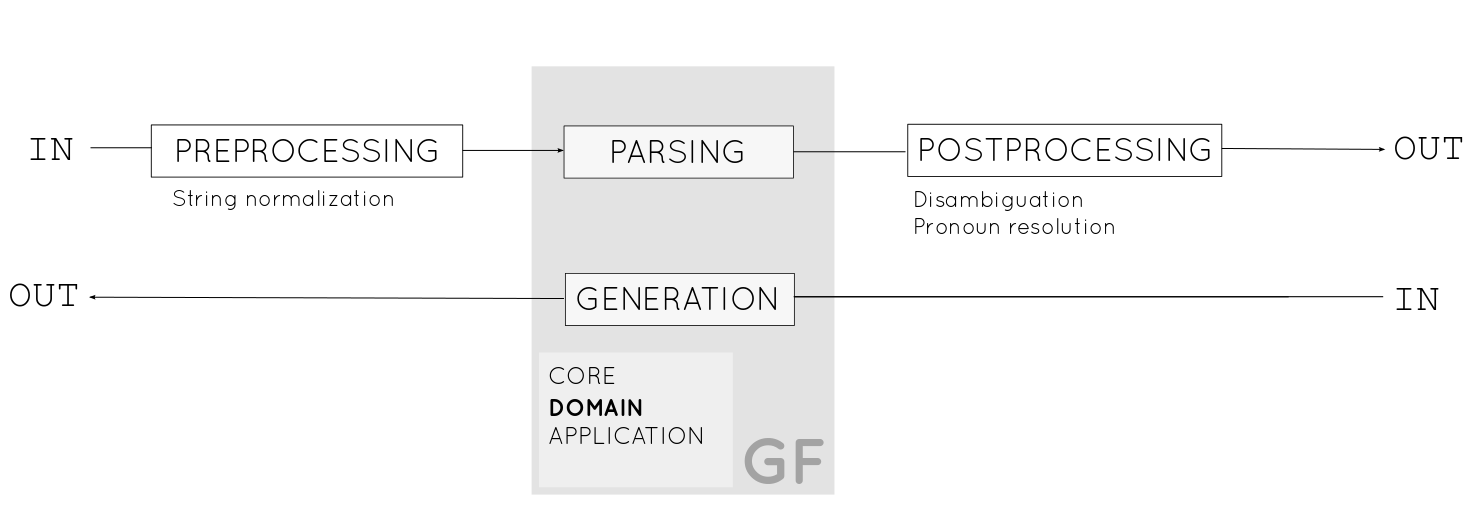 IN
PREPROCESSING
PARSING
POSTPROCESSING
OUT
String normalization
Disambiguation
Pronoun resolution
OUT
GENERATION
IN
CORE
DOMAIN
APPLICATION
GF